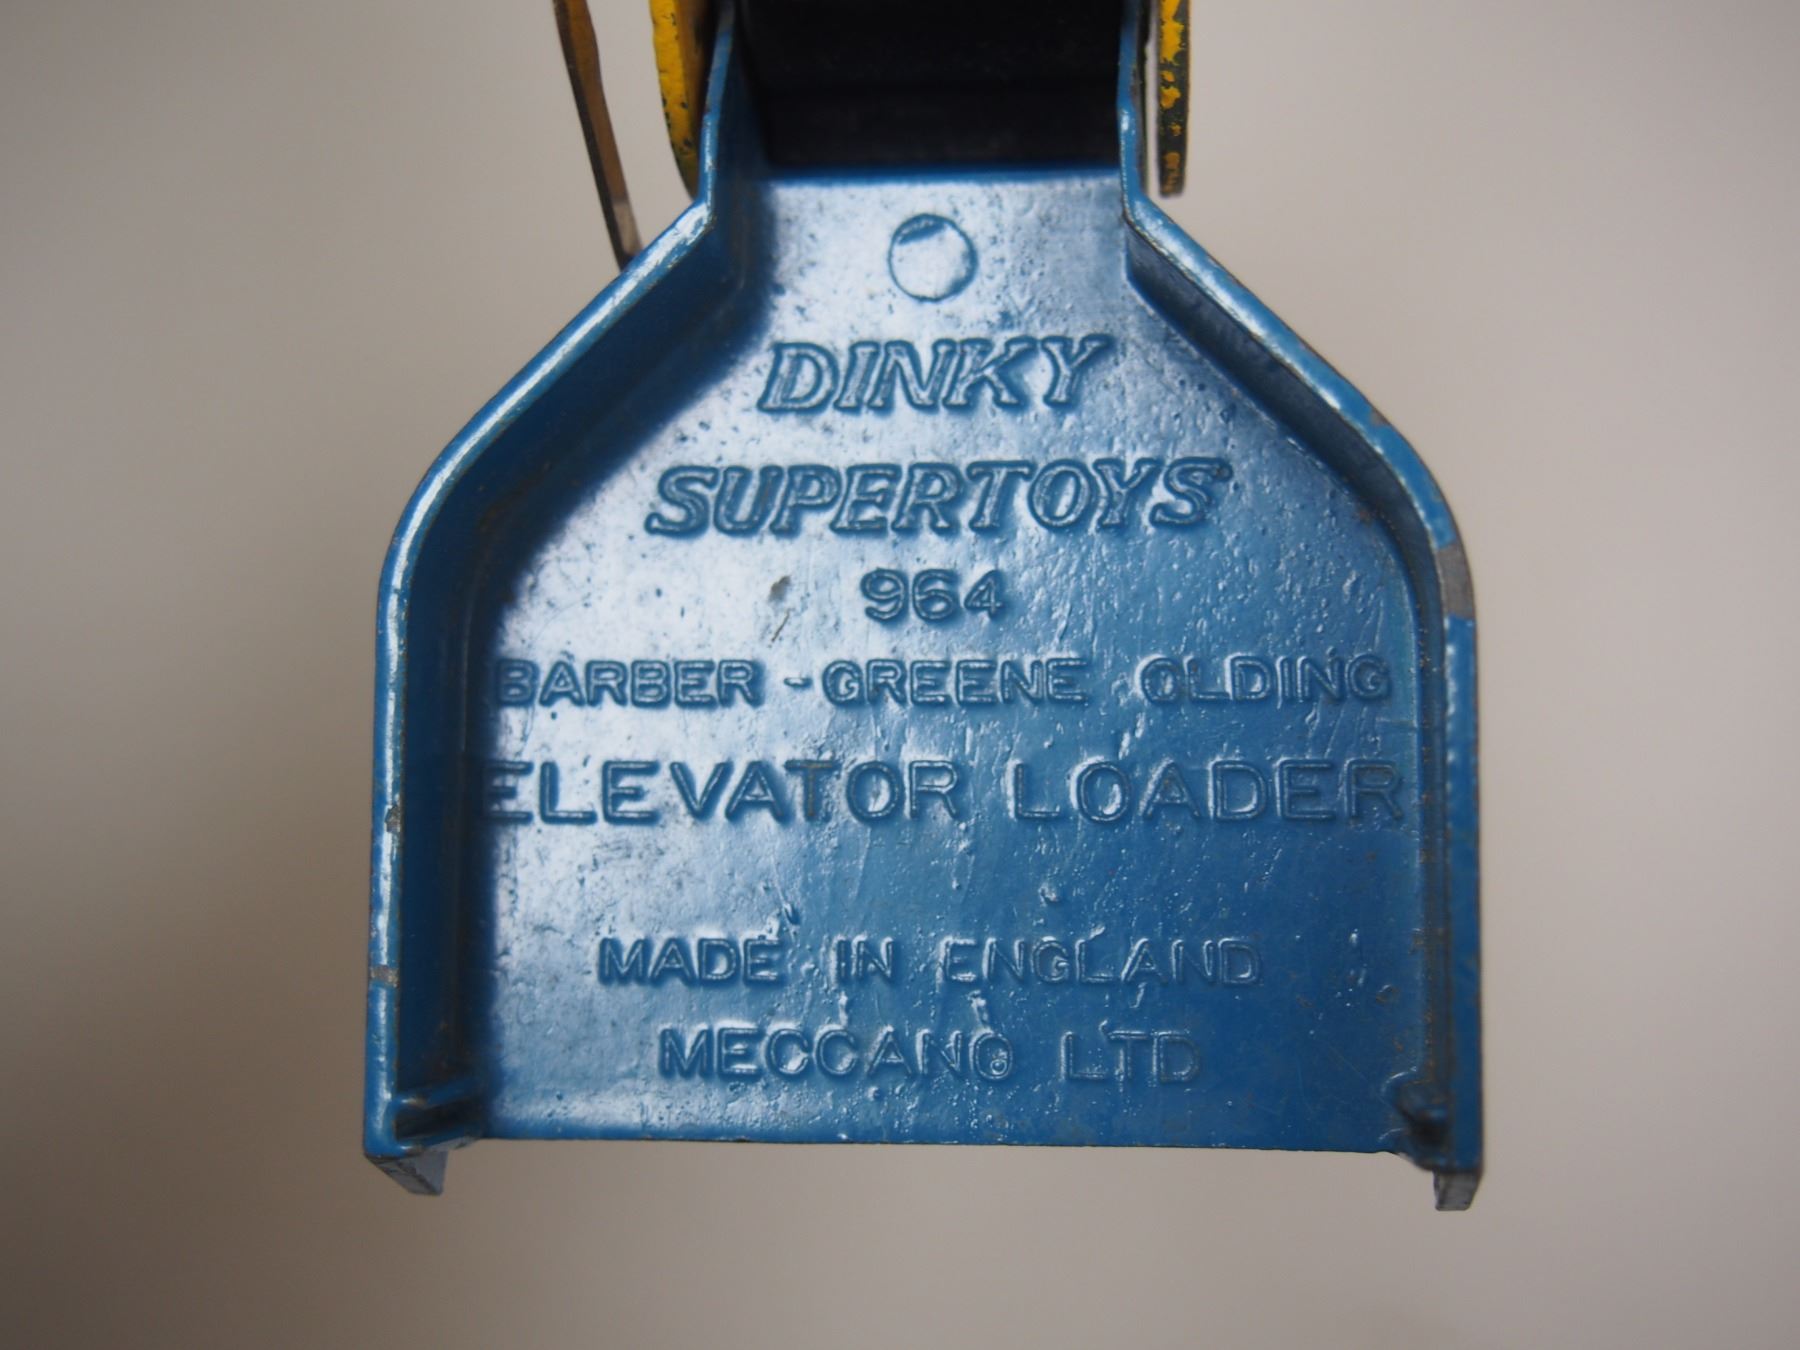 DINKY
SUPERTOYS
964
BARBER-GREENE OLDING
ELEVATOR LOADER
MADE IN ENGLAND
MECCANO LTD